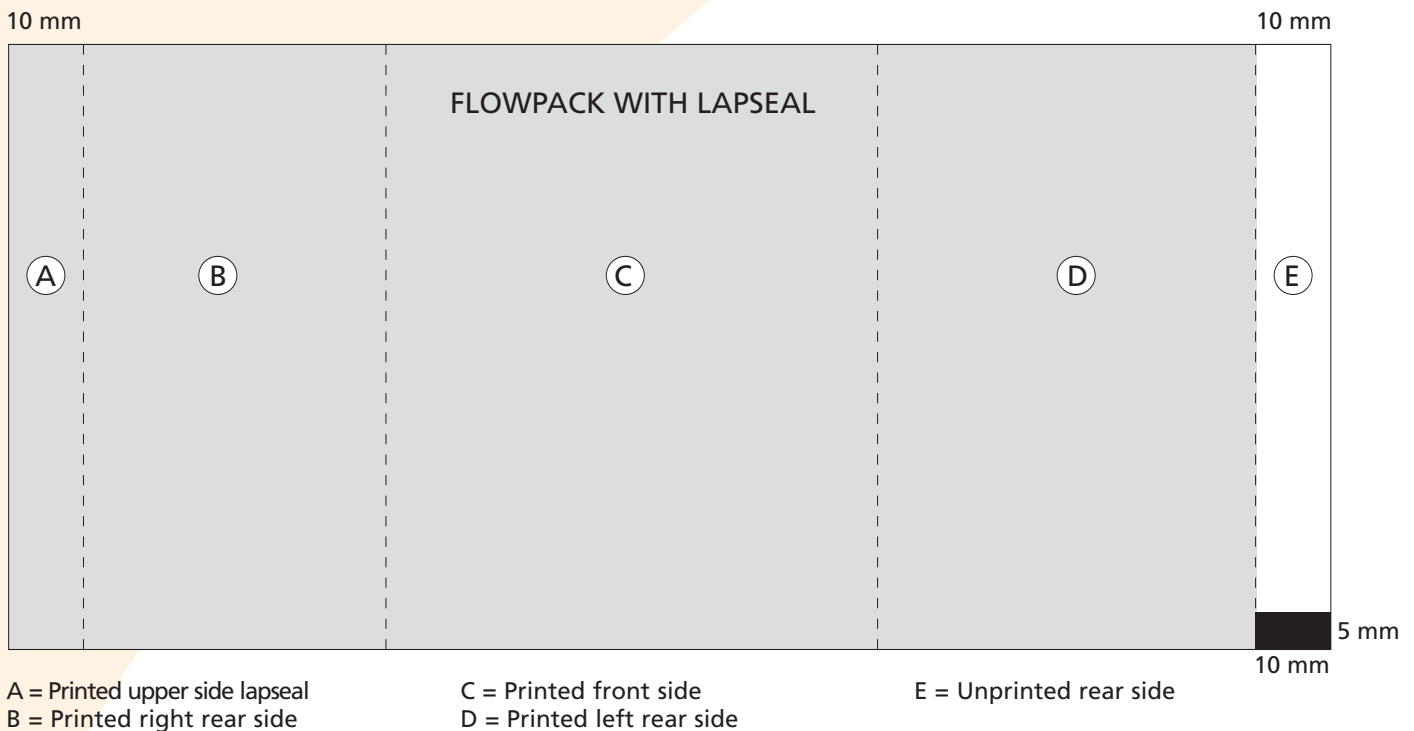 10 mm
10 mm
FLOWPACK WITH LAPSEAL
A
B
C
D
E
5 mm
10 mm
A = Printed upper side lapseal
B = Printed right rear side
C = Printed front side
D = Printed left rear side
E = Unprinted rear side